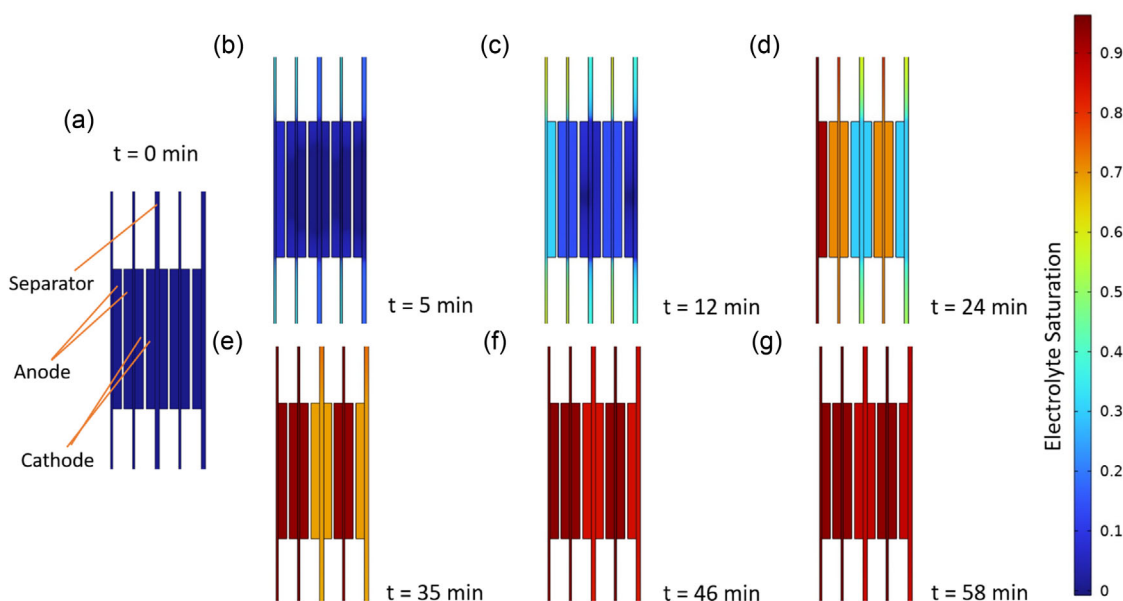 (a)
t = 0 min
Separator
Anode
Cathode
(b)
t = 5 min
(c)
t = 12 min
(d)
t = 24 min
(e)
t = 35 min
(f)
t = 46 min
(g)
t = 58 min
Electrolyte Saturation
0.9
0.8
0.7
0.6
0.5
0.4
0.3
0.2
0.1
0